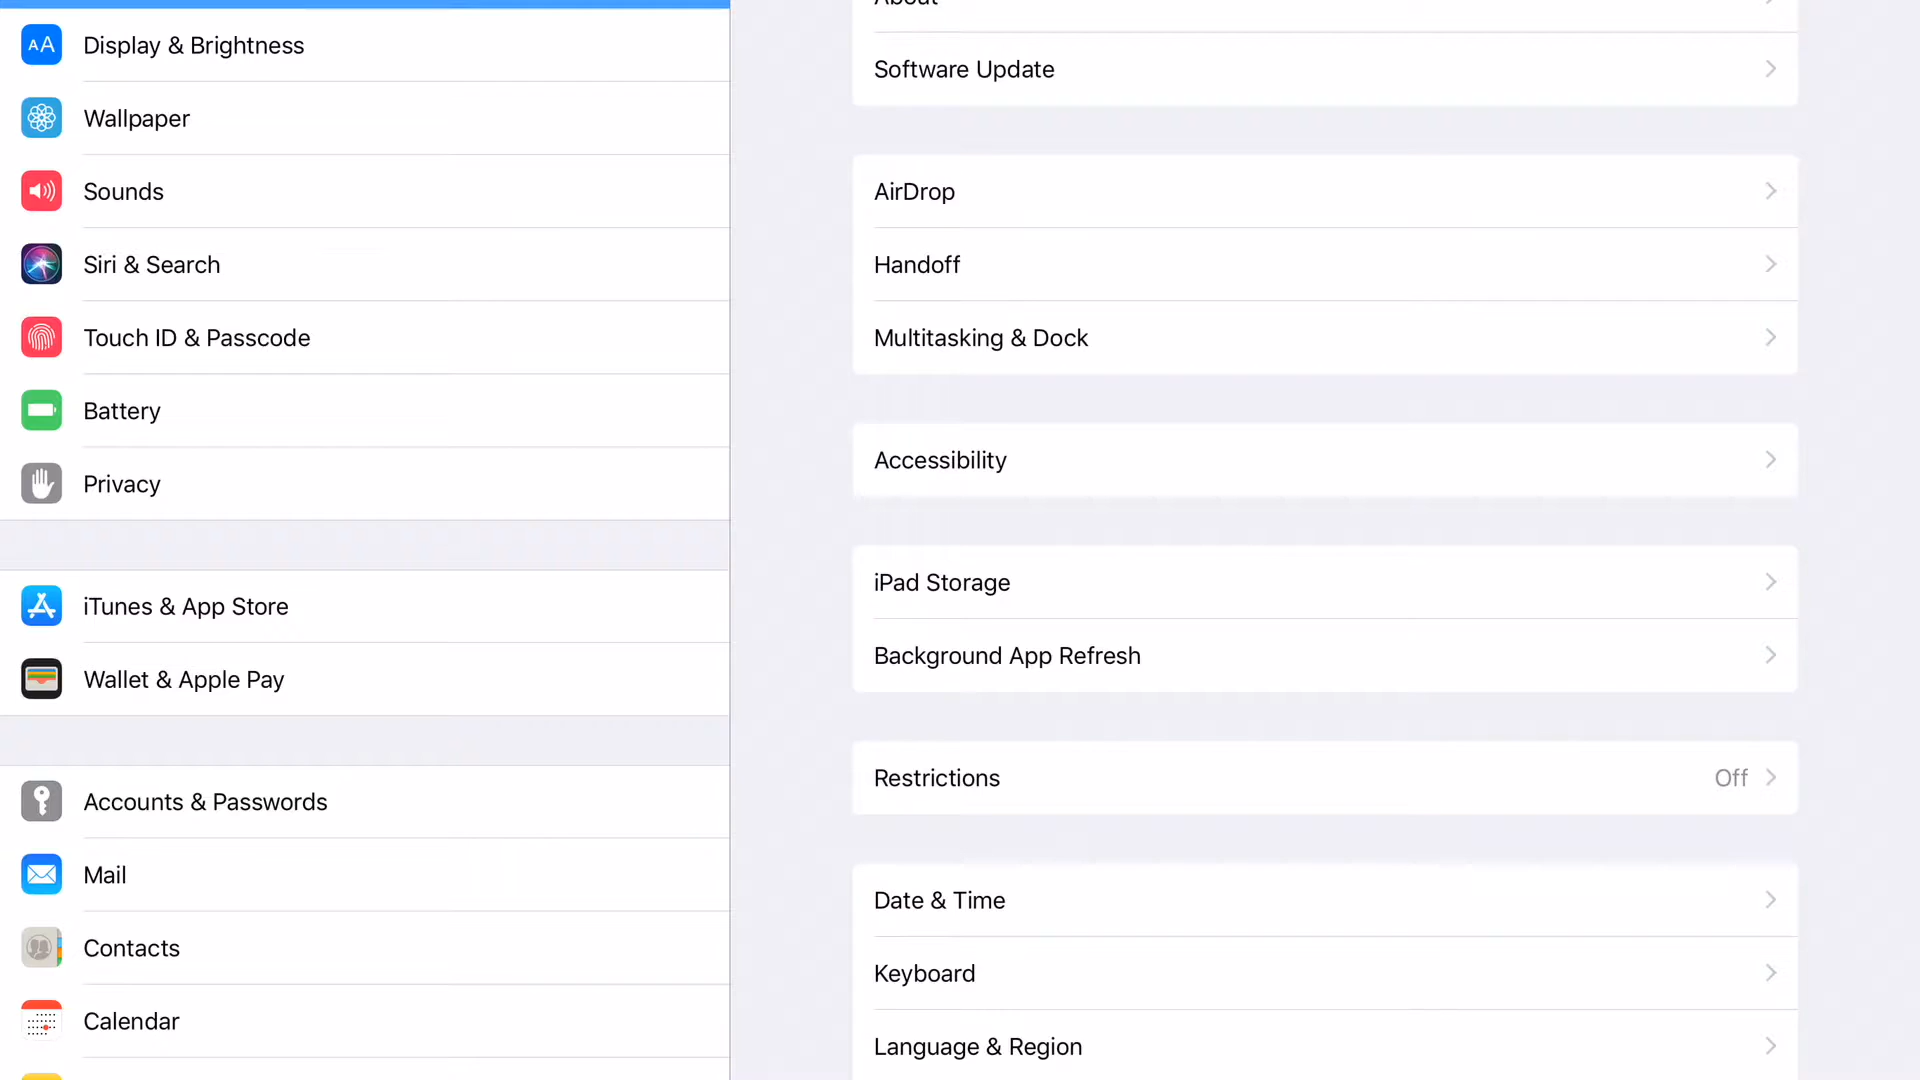 Display & Brightness
Wallpaper
Sounds
Siri & Search
Touch ID & Passcode
Battery
Privacy
iTunes & App Store
Wallet & Apple Pay
Accounts & Passwords
Mail
Contacts
Calendar
About
Software Update
AirDrop
Handoff
Multitasking & Dock
Accessibility
iPad Storage
Background App Refresh
Restrictions Off
Date & Time
Keyboard
Language & Region